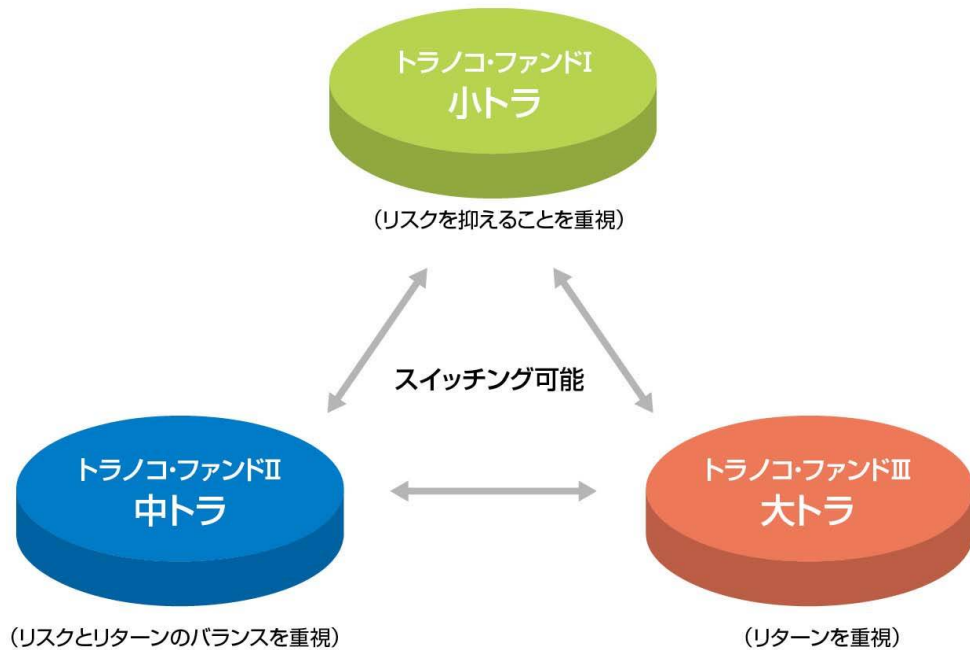 トラノコ・ファンドⅠ
小トラ
(リスクを抑えることを重視)
スイッチング可能
トラノコ・ファンドⅡ
中トラ
(リスクとリターンのバランスを重視)
トラノコ・ファンドⅢ
大トラ
(リターンを重視)